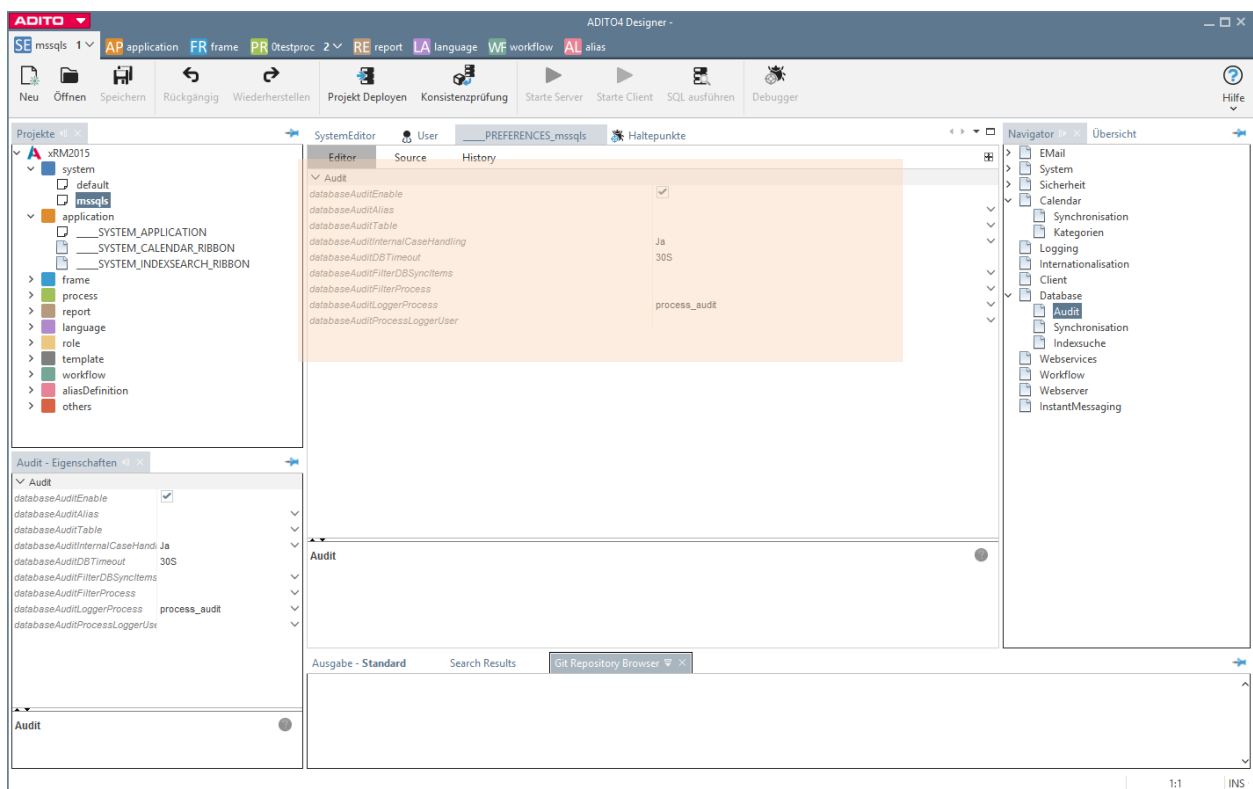 ADITO
ADITO4 Designer -
SE mssqls 1 AP application FR frame PR 0testproc 2 RE report LA language WF workflow AL alias
Neu Öffnen Speichern Rückgängig Wiederherstellen Projekt Deployen Konsistenzprüfung Starte Server Starte Client SQL ausführen Debugger Hilfe
Projekte
xRM2015
system
default
mssqls
application
____SYSTEM_APPLICATION
____SYSTEM_CALENDAR_RIBBON
____SYSTEM_INDEXSEARCH_RIBBON
frame
process
report
language
role
template
workflow
aliasDefinition
others
SystemEditor User ____PREFERENCES_mssqls Haltepunkte
Editor Source History
Audit
databaseAuditEnable
databaseAuditAlias
databaseAuditTable
databaseAuditInternalCaseHandling Ja
databaseAuditDBTimeout 30S
databaseAuditFilterDBSyncItems
databaseAuditFilterProcess
databaseAuditLoggerProcess process_audit
databaseAuditProcessLoggerUser
Audit
Navigator Übersicht
EMail
System
Sicherheit
Calendar
Synchronisation
Kategorien
Logging
Internationalisation
Client
Database
Audit
Synchronisation
Indexsuche
Webservices
Workflow
Webserver
InstantMessaging
Audit - Eigenschaften
Audit
databaseAuditEnable
databaseAuditAlias
databaseAuditTable
databaseAuditInternalCaseHandl Ja
databaseAuditDBTimeout 30S
databaseAuditFilterDBSyncItems
databaseAuditFilterProcess
databaseAuditLoggerProcess process_audit
databaseAuditProcessLoggerUse
Audit
Ausgabe - Standard Search Results Git Repository Browser
1:1 INS